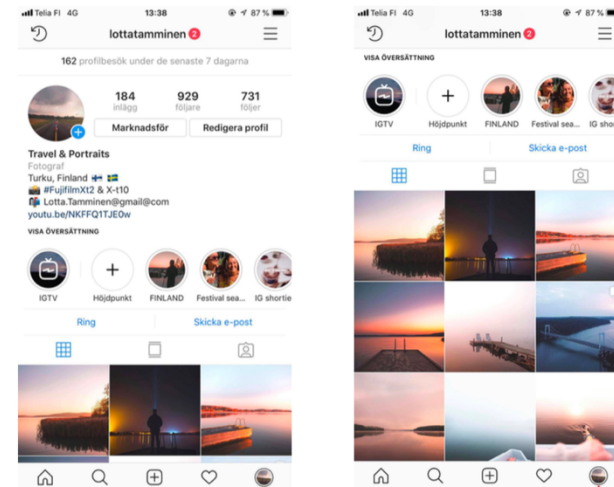 Telia FI 4G 13:38 87 %
lottatamminen 2
162 profilbesök under de senaste 7 dagarna
184 929 731
inlägg följare följer
Marknadsför Redigera profil
Travel & Portraits
Fotograf
Turku, Finland
#FujifilmXt2 & X-t10
Lotta.Tamminen@gmail@com
youtu.be/NKFFQ1TJE0w
VISA ÖVERSÄTTNING
IGTV Höjdpunkt FINLAND Festival sea... IG shortie
Ring Skicka e-post
Telia FI 4G 13:38 87 %
lottatamminen 2
VISA ÖVERSÄTTNING
IGTV Höjdpunkt FINLAND Festival sea... IG shor
Ring Skicka e-post